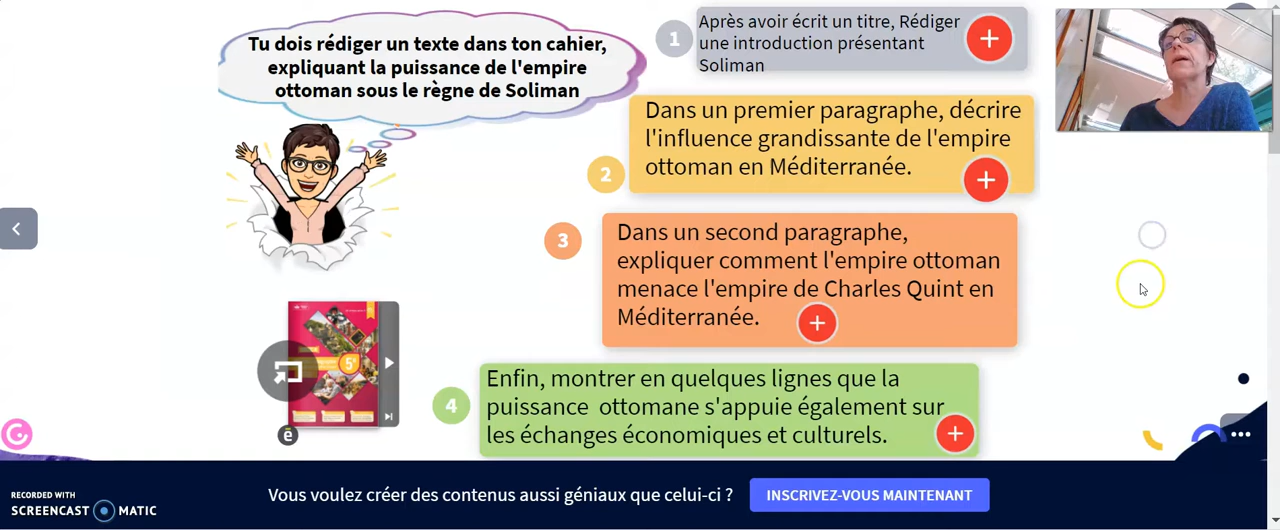 Tu dois rédiger un texte dans ton cahier,
expliquant la puissance de l'empire
ottoman sous le règne de Soliman
1
Après avoir écrit un titre, Rédiger
une introduction présentant
Soliman
2
Dans un premier paragraphe, décrire
l'influence grandissante de l'empire
ottoman en Méditerranée.
3
Dans un second paragraphe,
expliquer comment l'empire ottoman
menace l'empire de Charles Quint en
Méditerranée.
5e
4
Enfin, montrer en quelques lignes que la
puissance ottomane s'appuie également sur
les échanges économiques et culturels.
ē
RECORDED WITH
SCREENCAST MATIC
Vous voulez créer des contenus aussi géniaux que celui-ci ?
INSCRIVEZ-VOUS MAINTENANT